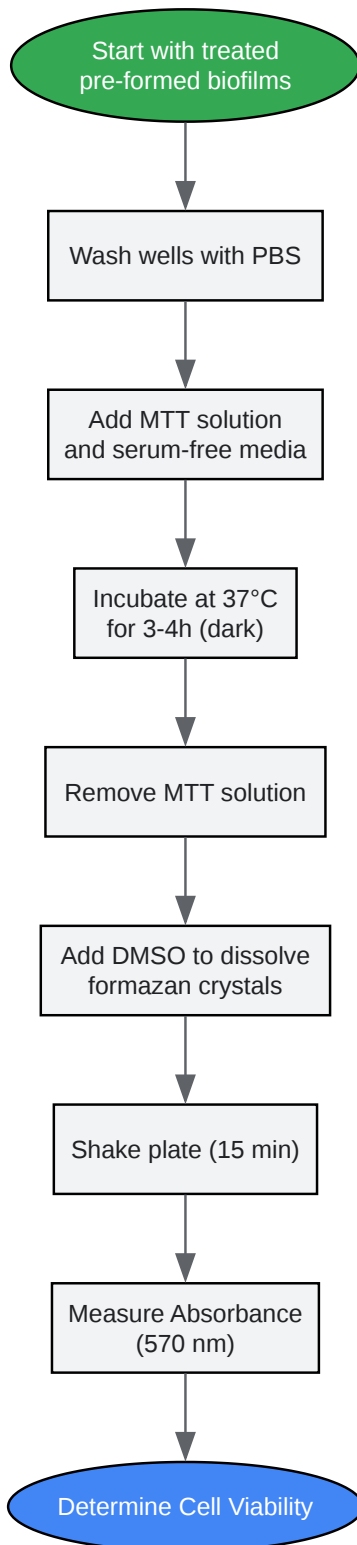 Start with treated
pre-formed biofilms
Wash wells with PBS
Add MTT solution
and serum-free media
Incubate at 37°C
for 3-4h (dark)
Remove MTT solution
Add DMSO to dissolve
formazan crystals
Shake plate (15 min)
Measure Absorbance
(570 nm)
Determine Cell Viability